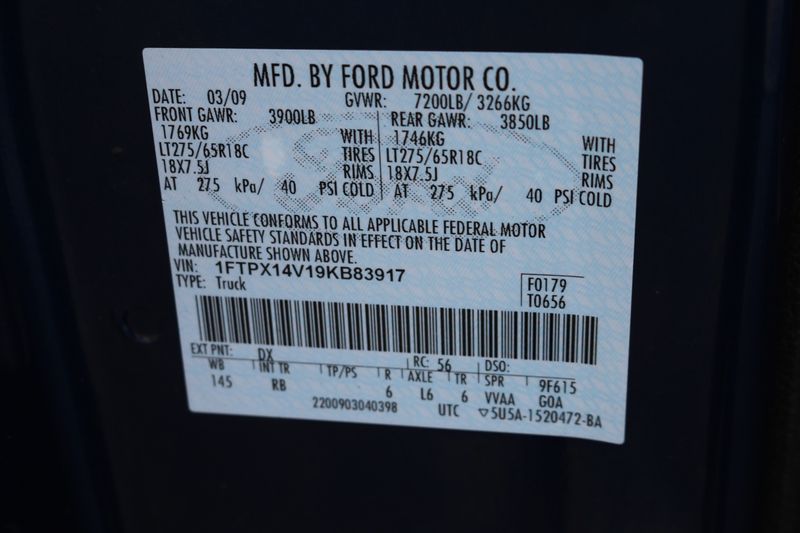 MFD. BY FORD MOTOR CO.
DATE: 03/09 GVWR: 7200LB/ 3266KG
FRONT GAWR: 3900LB REAR GAWR: 3850LB
1769KG WITH 1746KG WITH
LT275/65R18C TIRES LT275/65R18C TIRES
18X7.5J RIMS 18X7.5J RIMS
AT 275 kPa/ 40 PSI COLD AT 275 kPa/ 40 PSI COLD
THIS VEHICLE CONFORMS TO ALL APPLICABLE FEDERAL MOTOR
VEHICLE SAFETY STANDARDS IN EFFECT ON THE DATE OF
MANUFACTURE SHOWN ABOVE.
VIN: 1FTPX14V19KB83917
TYPE: Truck
F0179
T0656
EXT PNT: DX RC: 56 DSO:
WB INT TR TP/PS R AXLE TR SPR 9F615
145 RB 6 L6 6 VVAA GOA
2200903040398 UTC ▽5U5A-1520472-BA
Ford